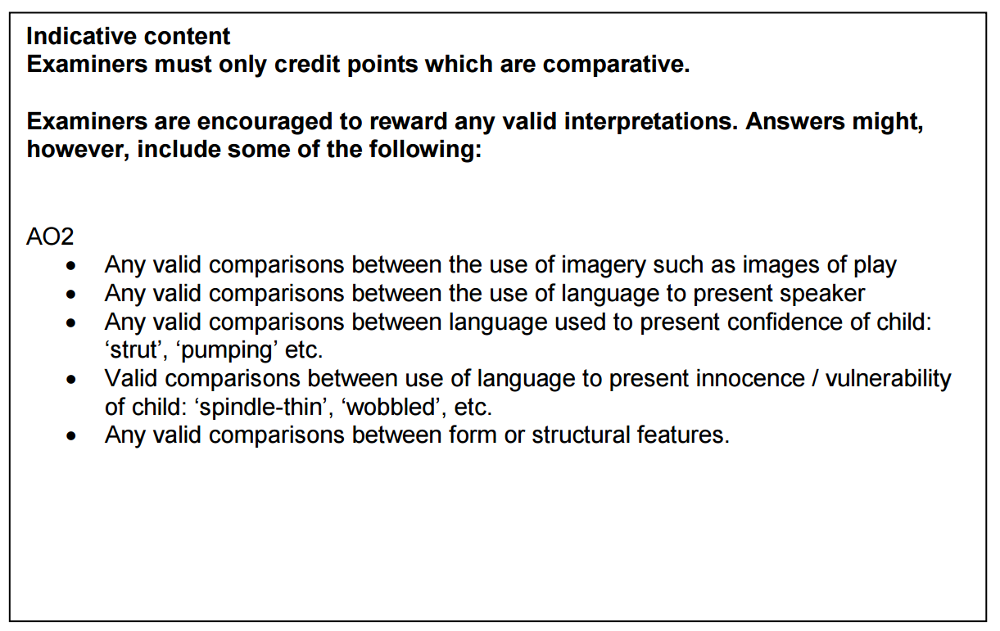 Indicative content
Examiners must only credit points which are comparative.
Examiners are encouraged to reward any valid interpretations. Answers might,
however, include some of the following:
AO2
• Any valid comparisons between the use of imagery such as images of play
• Any valid comparisons between the use of language to present speaker
• Any valid comparisons between language used to present confidence of child:
‘strut’, ‘pumping’ etc.
• Valid comparisons between use of language to present innocence / vulnerability
of child: ‘spindle-thin’, ‘wobbled’, etc.
• Any valid comparisons between form or structural features.